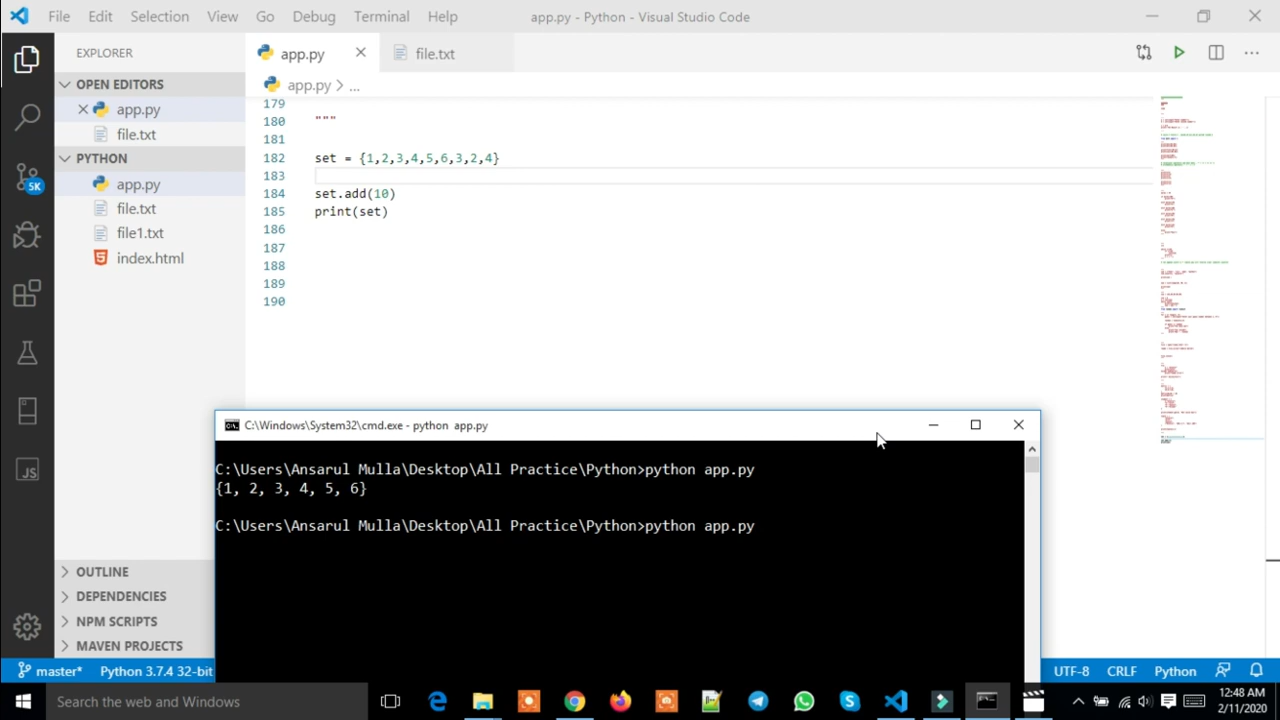 File Edit Selection View Go Debug Terminal Help
app.py - Python - Visual Studio Code
EXPLORER
app.py
file.txt
OPEN EDITORS
app.py
file.txt
PYTHON
app.py
file.txt
file1.txt
index.html
5K
app.py > ...
179
180 """
181
182 set = {1,2,3,4,5,6,3,2,4}
183
184 set.add(10)
185 print(set)
186
187
188
189
190
C:\Windows\System32\cmd.exe - python app.py
C:\Users\Ansarul Mulla\Desktop\All Practice\Python>python app.py
{1, 2, 3, 4, 5, 6}
C:\Users\Ansarul Mulla\Desktop\All Practice\Python>python app.py
OUTLINE
DEPENDENCIES
NPM SCRIPTS
MAVEN PROJECTS
JS
master*
Python 3.7.4 32-bit
UTF-8
CRLF
Python
Search the web and Windows
12:48 AM
2/11/2020